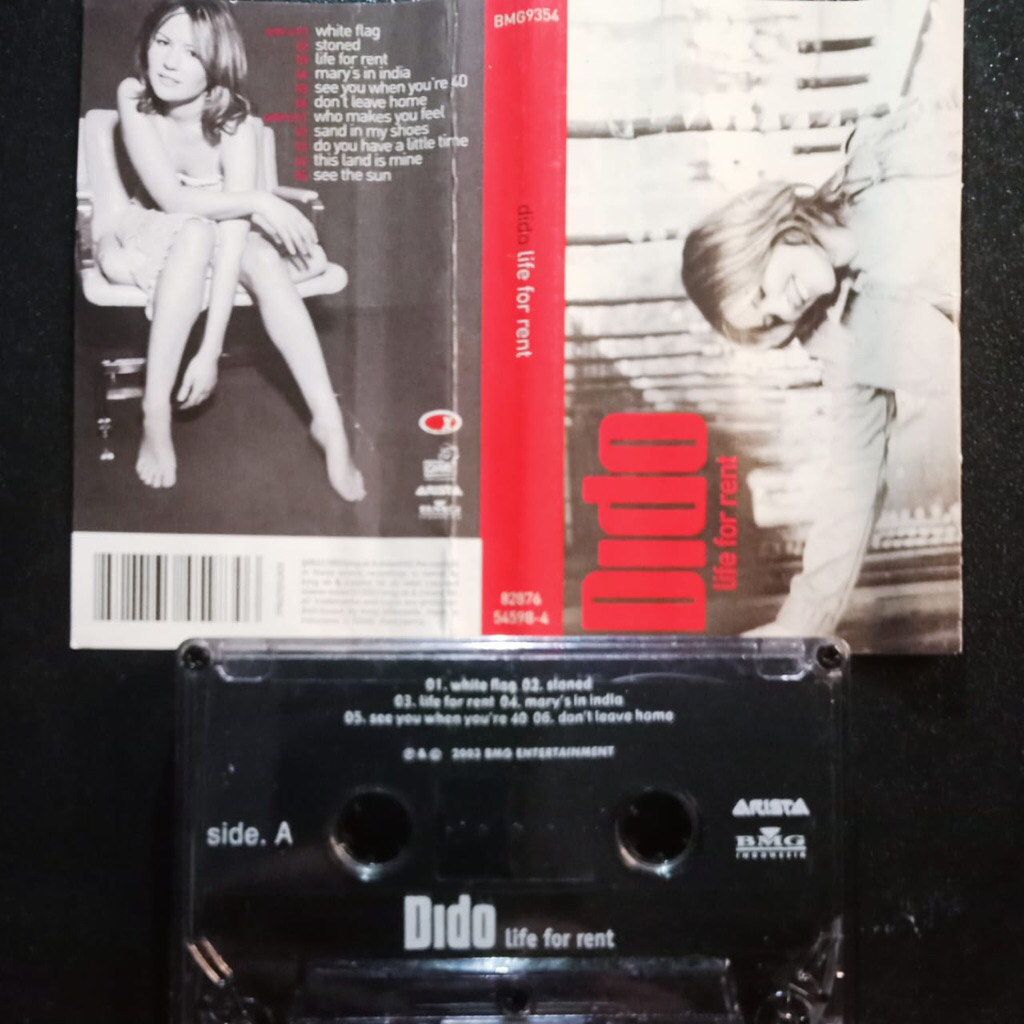 white flag
stoned
life for rent
mary's in india
see you when you're 40
don't leave home
who makes you feel
sand in my shoes
do you have a little time
this land is mine
see the sun
ARISTA
BMG
BMG9354
dido life for rent
82876
54598-4
Dido
life for rent
01. white flag 02. stoned
03. life for rent 04. mary's in india
05. see you when you're 40 06. don't leave home
℗ & © 2003 BMG ENTERTAINMENT
side. A
ARISTA
BMG
INDONESIA
Dido life for rent